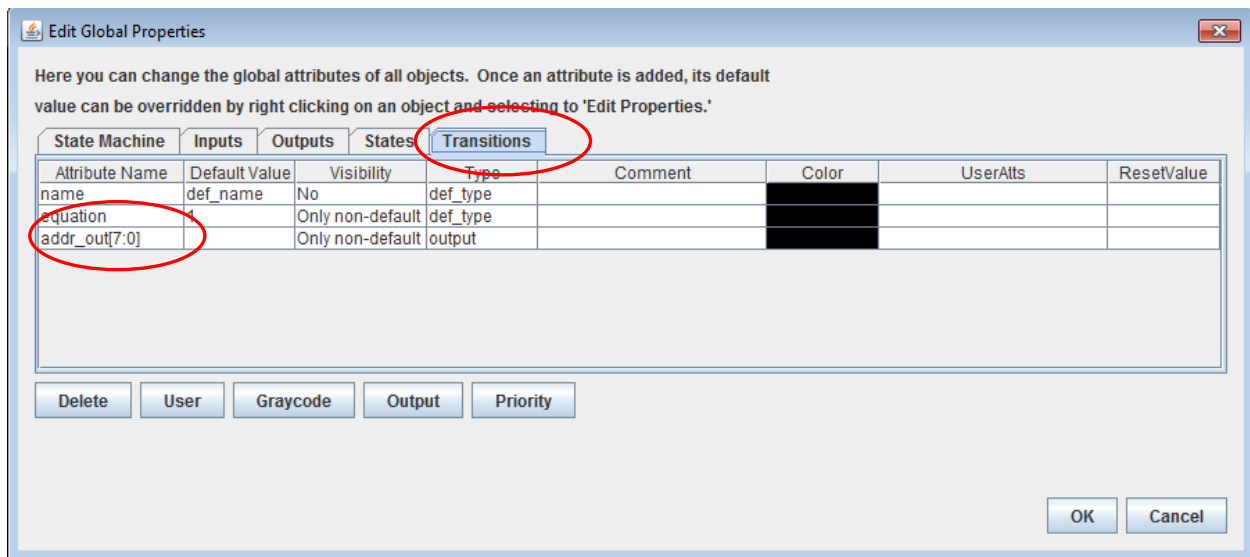 Edit Global Properties
Here you can change the global attributes of all objects. Once an attribute is added, its default
value can be overridden by right clicking on an object and selecting to 'Edit Properties.'
State Machine Inputs Outputs States Transitions
Attribute Name Default Value Visibility Type Comment Color UserAtts ResetValue
name def_name No def_type
equation 1 Only non-default def_type
addr_out[7:0] Only non-default output
Delete User Graycode Output Priority
OK Cancel